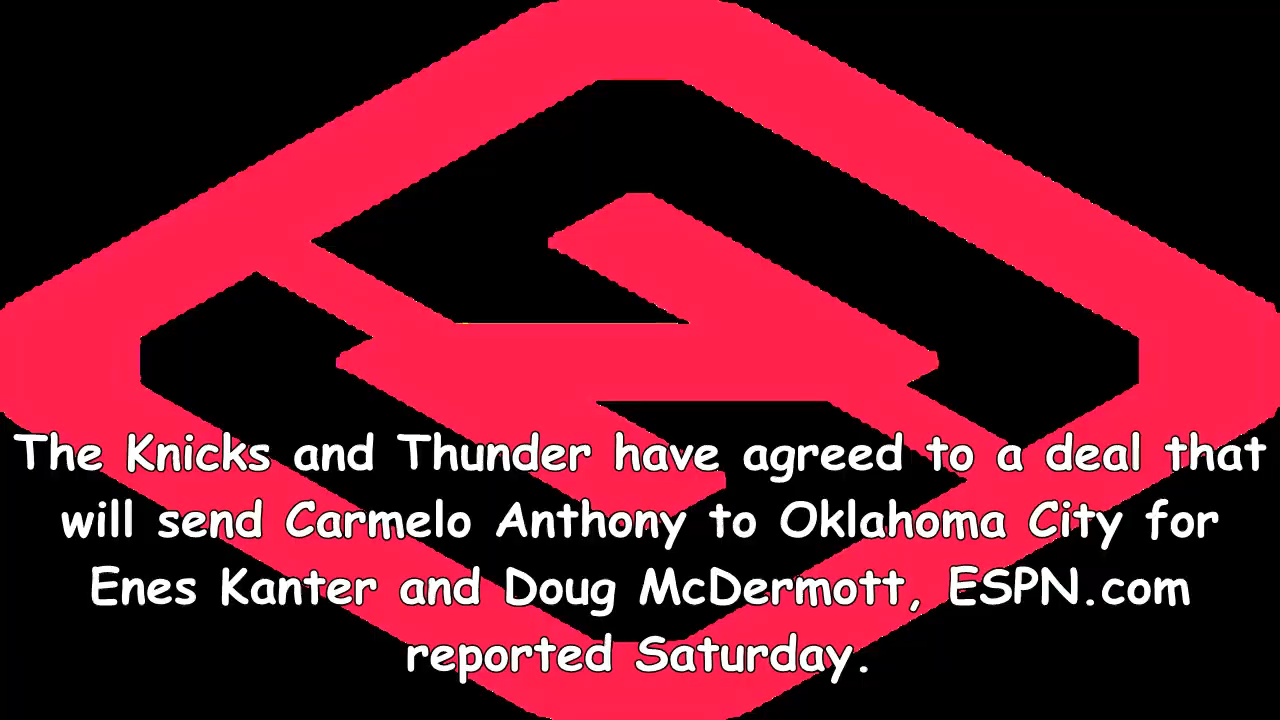 The Knicks and Thunder have agreed to a deal that
will send Carmelo Anthony to Oklahoma City for
Enes Kanter and Doug McDermott, ESPN.com
reported Saturday.